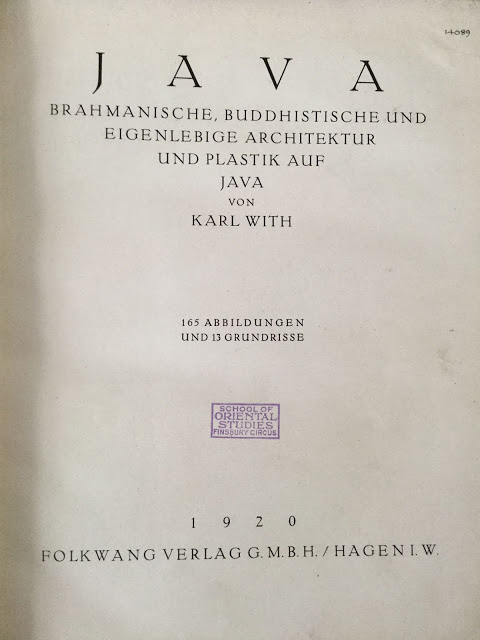 14689
JAVA
BRAHMANISCHE, BUDDHISTISCHE UND
EIGENLEBIGE ARCHITEKTUR
UND PLASTIK AUF
JAVA
VON
KARL WITH
165 ABBILDUNGEN
UND 13 GRUNDRISSE
SCHOOL OF
ORIENTAL
STUDIES
FINSBURY CIRCUS.
1920
FOLKWANG VERLAG G.M.B.H. / HAGEN I.W.